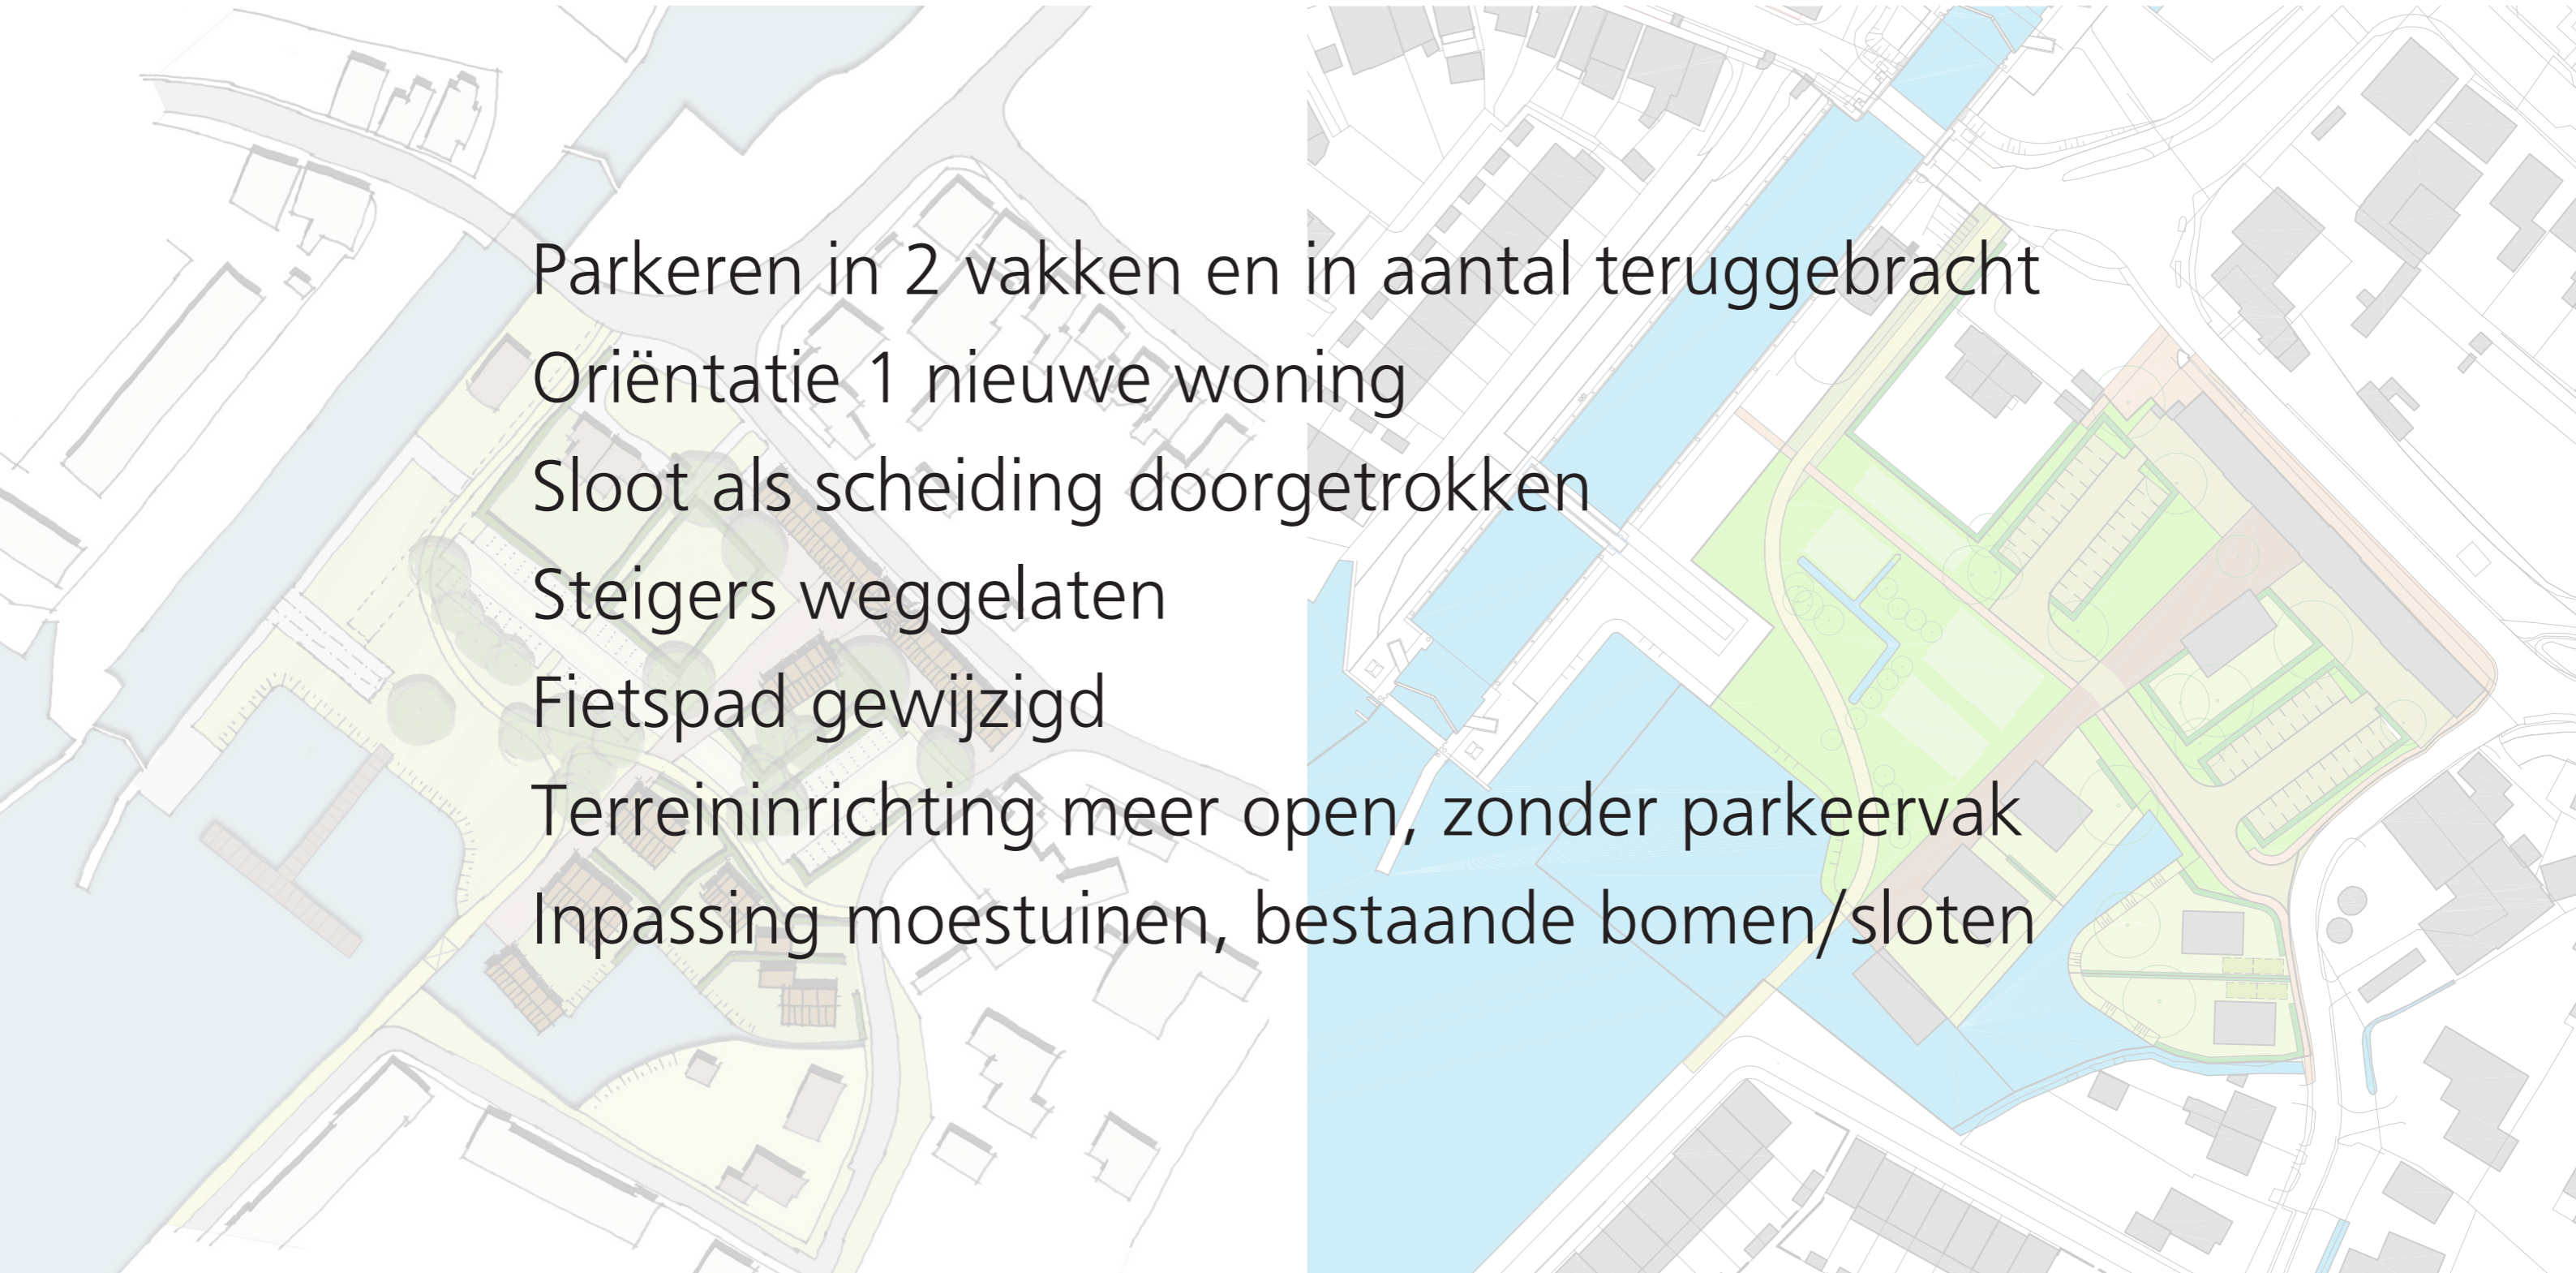 Parkeren in 2 vakken en in aantal teruggebracht
Oriëntatie 1 nieuwe woning
Sloot als scheiding doorgetrokken
Steigers weggelaten
Fietspad gewijzigd
Terreininrichting meer open, zonder parkeervak
Inpassing moestuinen, bestaande bomen/sloten